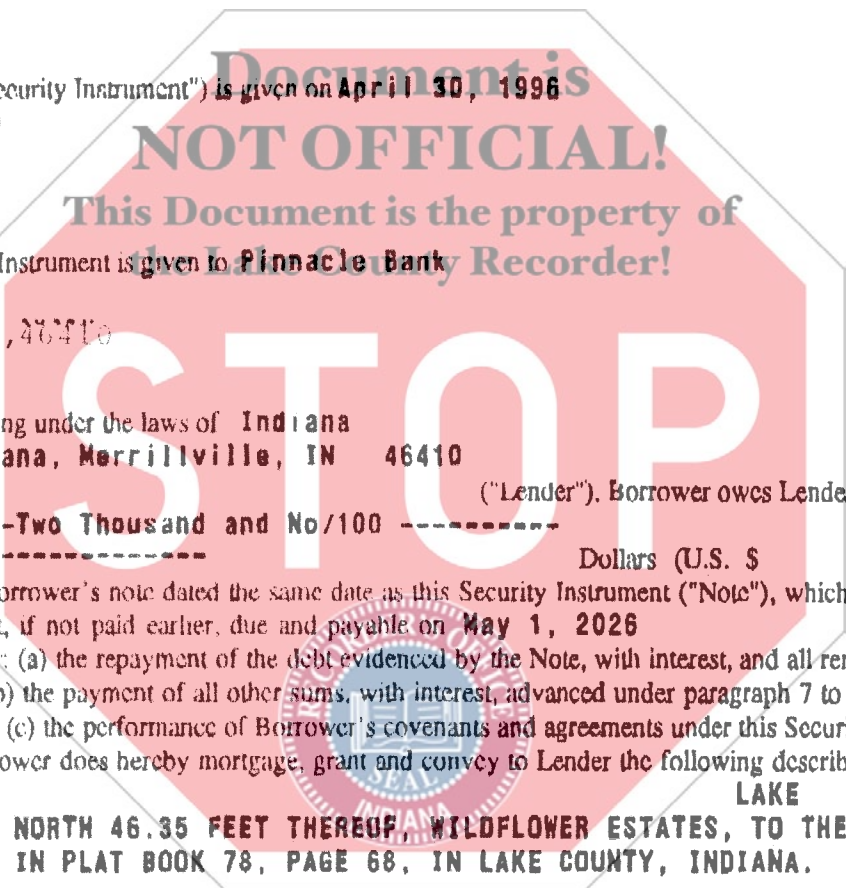 Document is
ecurity Instrument") is given on April 30, 1996
NOT OFFICIAL!
This Document is the property of
the Lake County Recorder!
Instrument is given to Pinnacle Bank
ng under the laws of Indiana
ana, Merrillville, IN 46410
("Lender"). Borrower owes Lende
-Two Thousand and No/100 -----------
--------------
Dollars (U.S. $
STOP
orrower's note dated the same date as this Security Instrument ("Note"), which
, if not paid earlier, due and payable on May 1, 2026
: (a) the repayment of the debt evidenced by the Note, with interest, and all re
) the payment of all other sums, with interest, advanced under paragraph 7 to
(c) the performance of Borrower's covenants and agreements under this Secur
ower does hereby mortgage, grant and convey to Lender the following describ
RECORDER OFFICE
SEAL
INDIANA
LAKE
NORTH 46.35 FEET THEREOF, WILDFLOWER ESTATES, TO THE
IN PLAT BOOK 78, PAGE 68, IN LAKE COUNTY, INDIANA.